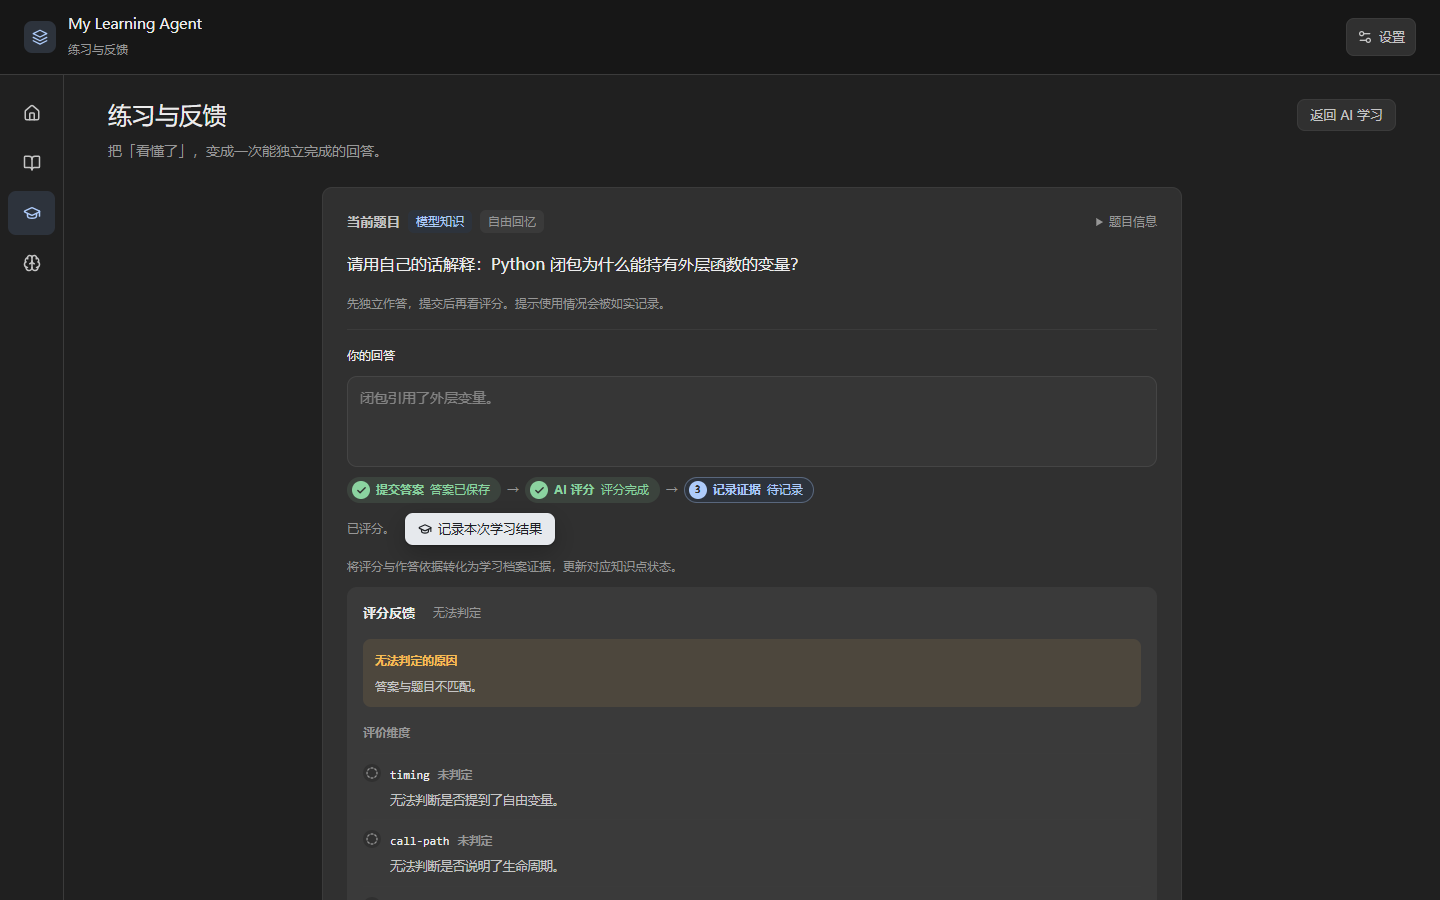 My Learning Agent
练习与反馈
设置
练习与反馈
返回 AI 学习
把「看懂了」，变成一次能独立完成的回答。
当前题目 模型知识 自由回忆
题目信息
请用自己的话解释：Python 闭包为什么能持有外层函数的变量？
先独立作答，提交后再看评分。提示使用情况会被如实记录。
你的回答
闭包引用了外层变量。
提交答案 答案已保存 → AI 评分 评分完成 → 3 记录证据 待记录
已评分。 记录本次学习结果
将评分与作答依据转化为学习档案证据，更新对应知识点状态。
评分反馈 无法判定
无法判定的原因
答案与题目不匹配。
评价维度
timing 未判定
无法判断是否提到了自由变量。
call-path 未判定
无法判断是否说明了生命周期。